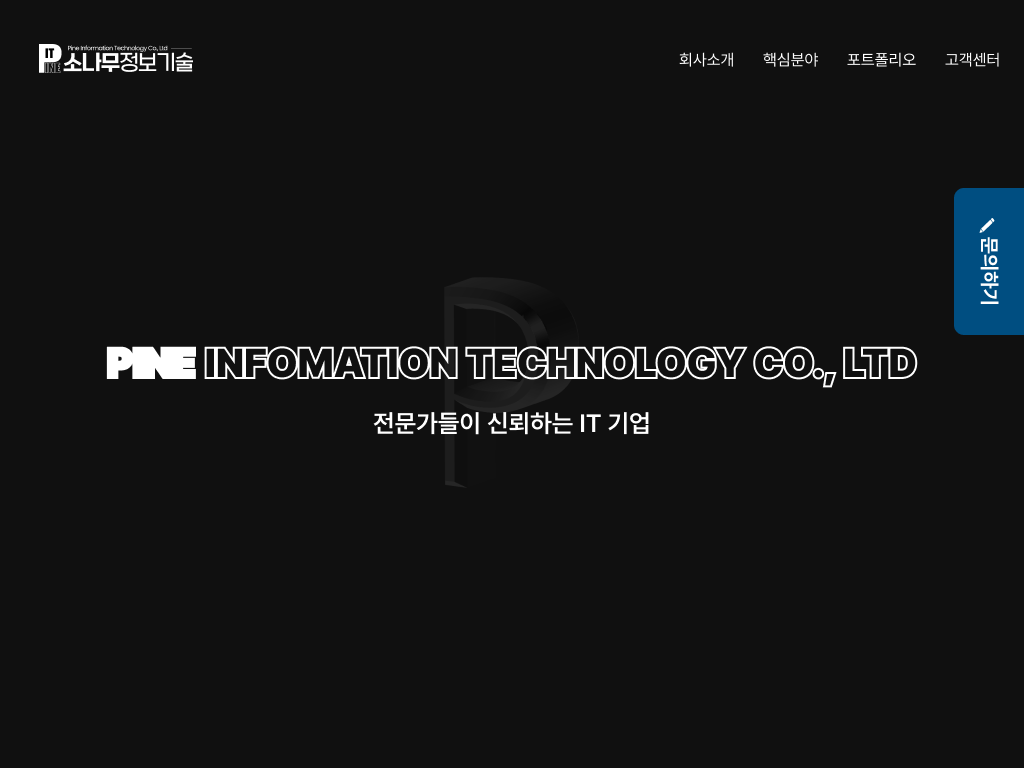 IT
Pine Information Technology Co., Ltd
소나무정보기술
회사소개 핵심분야 포트폴리오 고객센터
문의하기
PINE INFOMATION TECHNOLOGY CO., LTD
전문가들이 신뢰하는 IT 기업